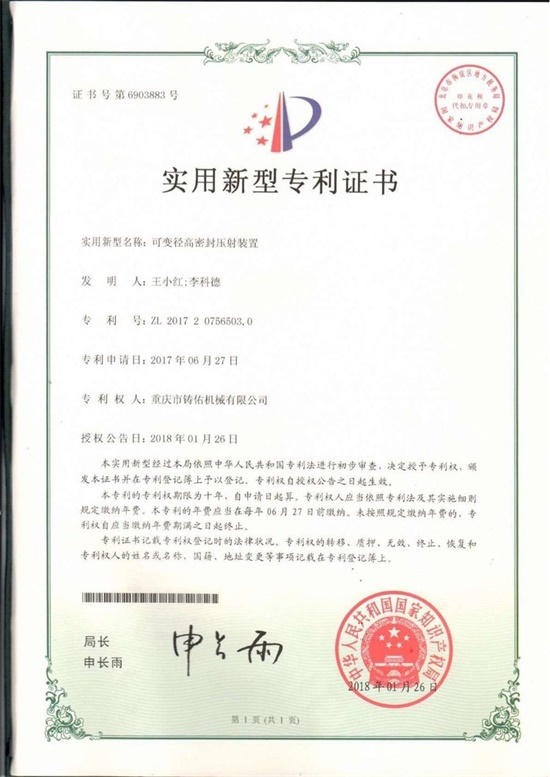 证书号第6903883号
印花税
代扣专用章
实用新型专利证书
实用新型名称：可变径高密封压射装置
发明人：王小红;李科德
专利号：ZL 2017 2 0756503.0
专利申请日：2017年06月27日
专利权人：重庆市铸佑机械有限公司
授权公告日：2018年01月26日
本实用新型经过本局依照中华人民共和国专利法进行初步审查，决定授予专利权，颁
发本证书并在专利登记簿上予以登记。专利权自授权公告之日起生效。
本专利的专利权期限为十年，自申请日起算。专利权人应当依照专利法及其实施细则
规定缴纳年费。本专利的年费应当在每年06月27日前缴纳。未按照规定缴纳年费的，专
利权自应当缴纳年费期满之日起终止。
专利证书记载专利权登记时的法律状况。专利权的转移、质押、无效、终止、恢复和
专利权人的姓名或名称、国籍、地址变更等事项记载在专利登记簿上。
局长
申长雨
申长雨
中华人民共和国国家知识产权局
2018年01月26日
第1页(共1页)